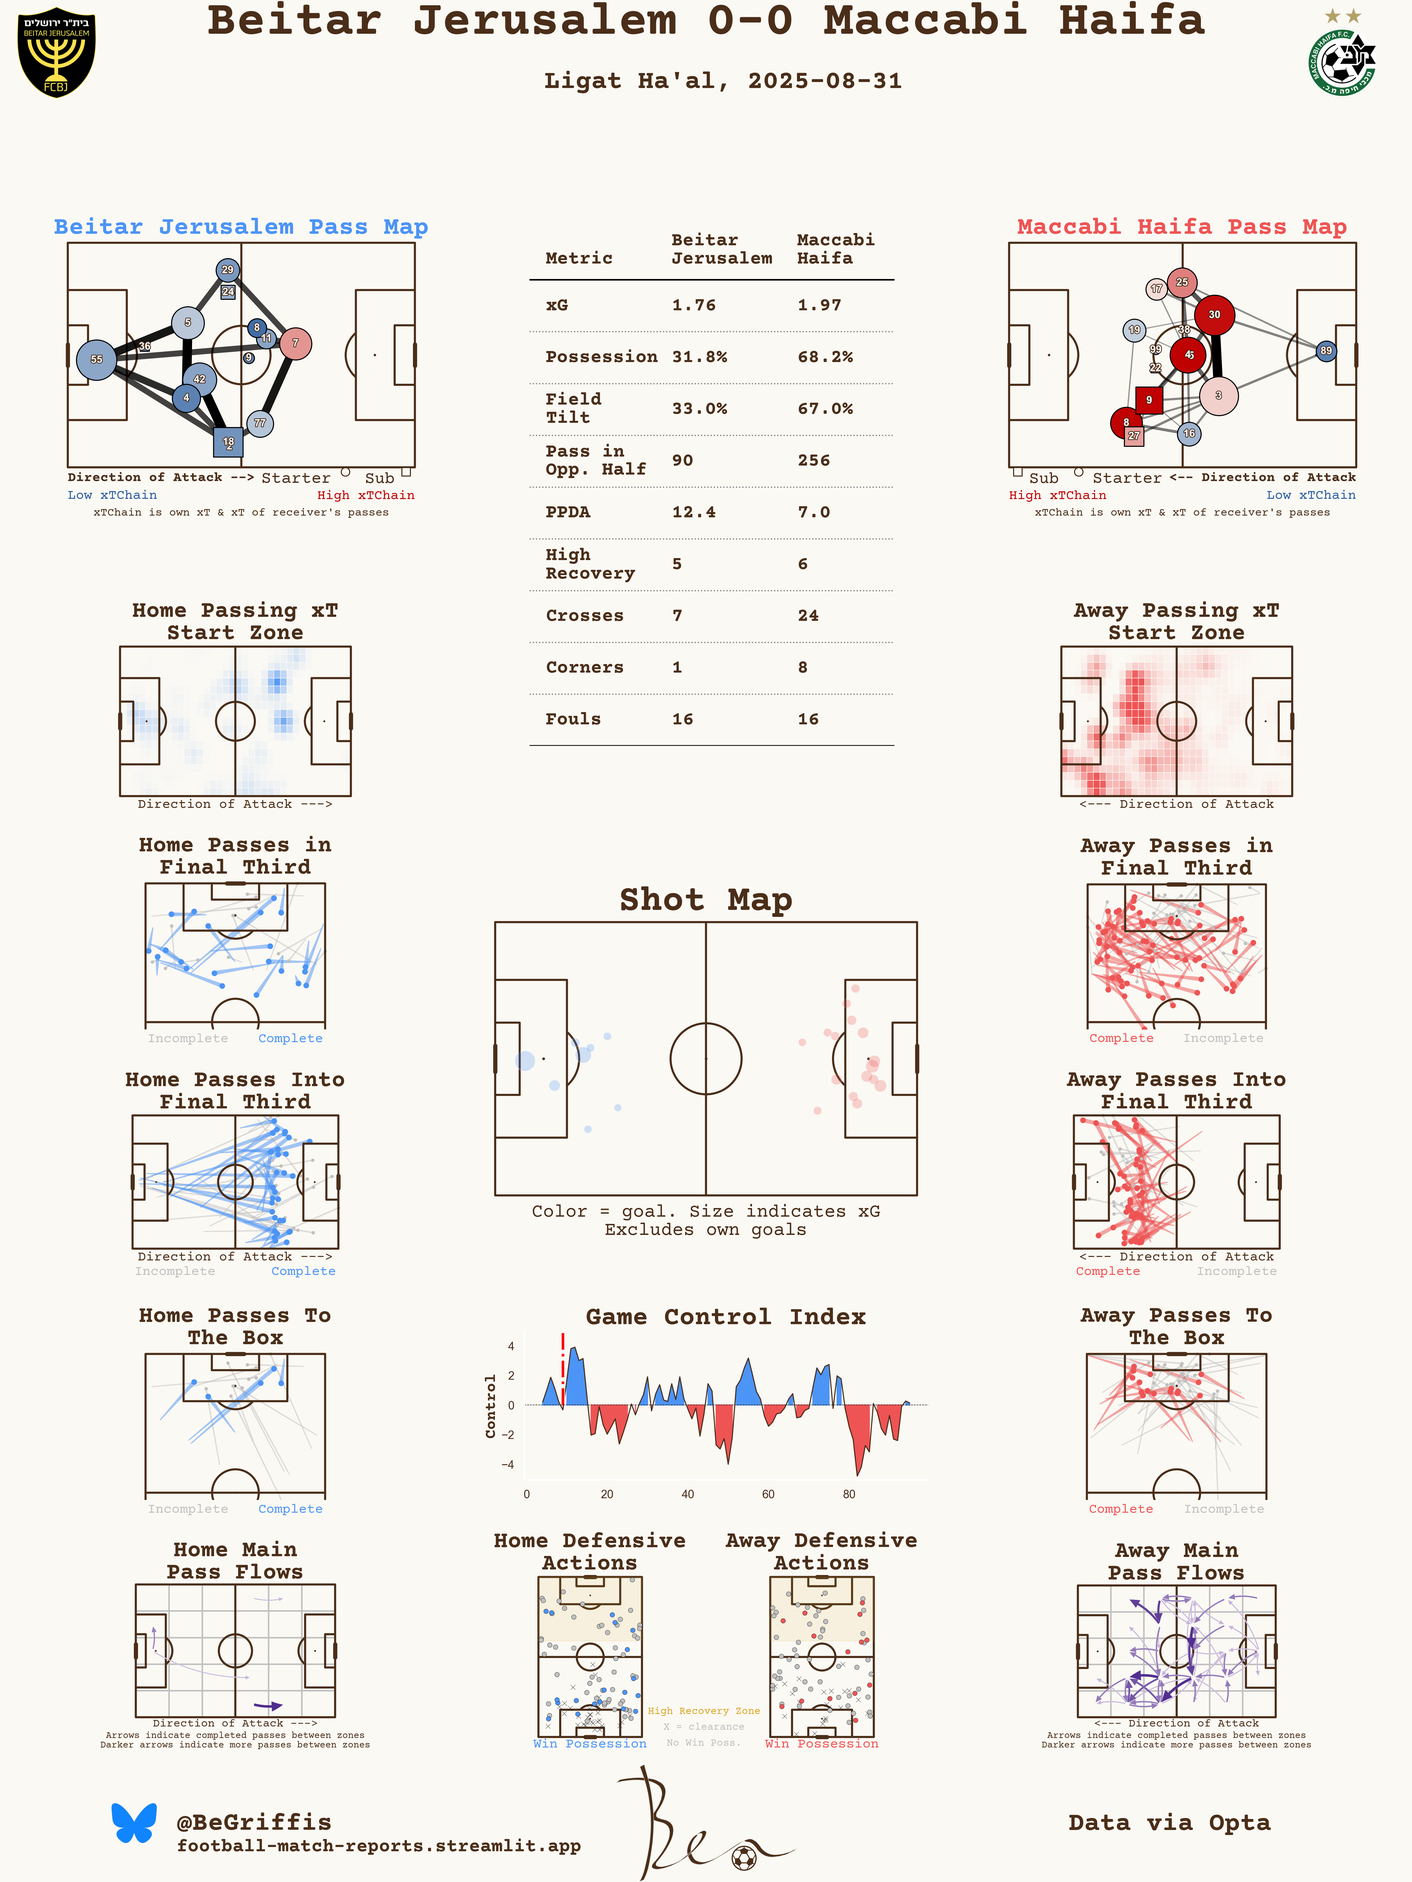 Beitar Jerusalem 0-0 Maccabi Haifa
Ligat Ha'al, 2025-08-31
בית"ר ירושלים
BEITAR JERUSALEM
FCBJ
MACCABI HAIFA F.C.
Beitar Jerusalem Pass Map
29
24
5
8
11
7
36
55
9
42
4
77
18
Direction of Attack --> Starter Sub
Low xTChain High xTChain
xTChain is own xT & xT of receiver's passes
Metric Beitar Jerusalem Maccabi Haifa
xG 1.76 1.97
Possession 31.8% 68.2%
Field Tilt 33.0% 67.0%
Pass in Opp. Half 90 256
PPDA 12.4 7.0
High Recovery 5 6
Crosses 7 24
Corners 1 8
Fouls 16 16
Maccabi Haifa Pass Map
17
25
30
19
38
99
22
89
9
3
8
27
16
Sub Starter <-- Direction of Attack
High xTChain Low xTChain
xTChain is own xT & xT of receiver's passes
Home Passing xT
Start Zone
Direction of Attack --->
Away Passing xT
Start Zone
<--- Direction of Attack
Home Passes in
Final Third
Incomplete Complete
Away Passes in
Final Third
Complete Incomplete
Shot Map
Color = goal. Size indicates xG
Excludes own goals
Home Passes Into
Final Third
Direction of Attack --->
Incomplete Complete
Away Passes Into
Final Third
<--- Direction of Attack
Complete Incomplete
Home Passes To
The Box
Incomplete Complete
Game Control Index
Control
4
2
0
−2
−4
0 20 40 60 80
Away Passes To
The Box
Complete Incomplete
Home Main
Pass Flows
Direction of Attack --->
Arrows indicate completed passes between zones
Darker arrows indicate more passes between zones
Home Defensive
Actions
Win Possession
High Recovery Zone
X = clearance
No Win Poss.
Away Defensive
Actions
Win Possession
Away Main
Pass Flows
<--- Direction of Attack
Arrows indicate completed passes between zones
Darker arrows indicate more passes between zones
@BeGriffis
football-match-reports.streamlit.app
Ben
Data via Opta